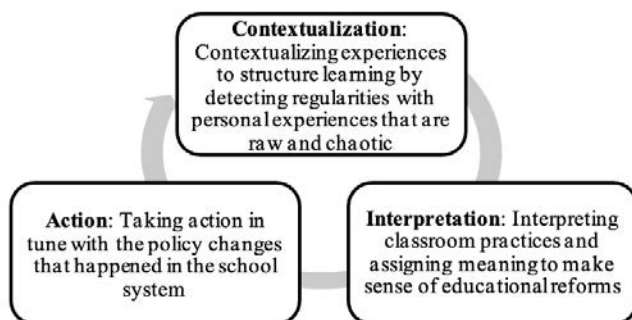 Contextualization:
Contextualizing experiences
to structure learning by
detecting regularities with
personal experiences that are
raw and chaotic
Action: Taking action in
tune with the policy changes
that happened in the school
system
Interpretation: Interpreting
classroom practices and
assigning meaning to make
sense of educational reforms